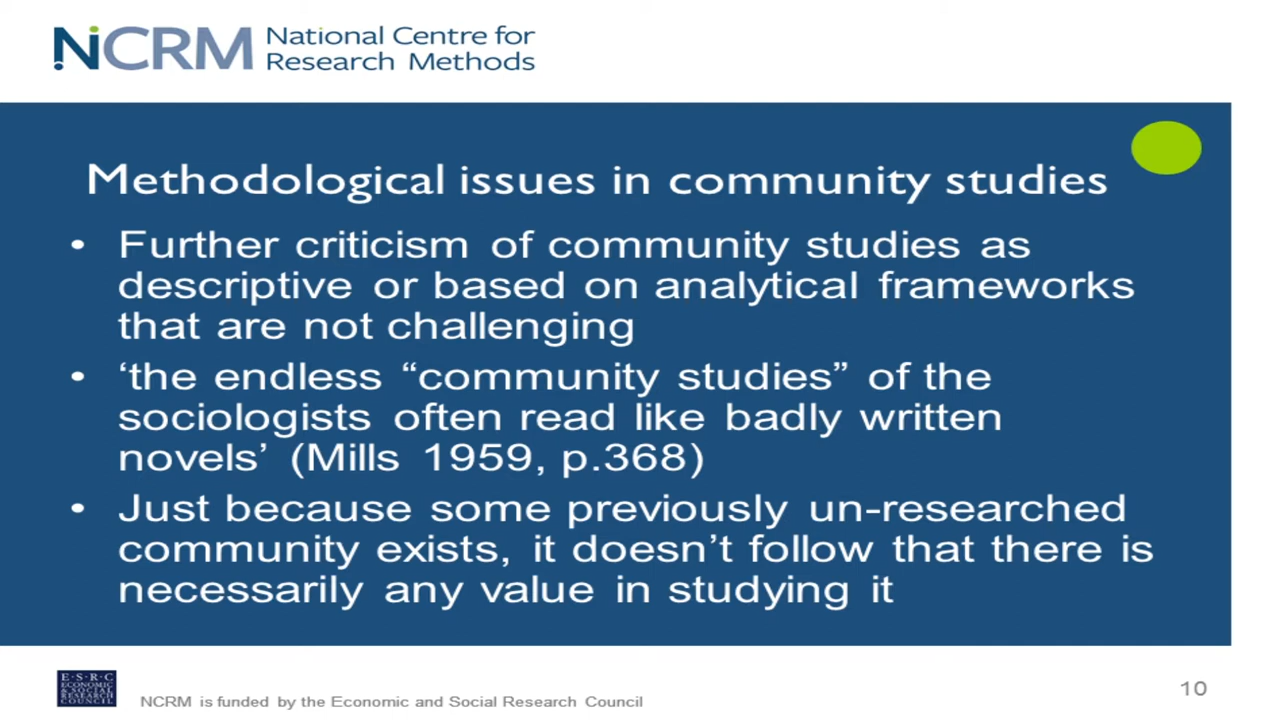 NCRM National Centre for
Research Methods
Methodological issues in community studies
• Further criticism of community studies as
descriptive or based on analytical frameworks
that are not challenging
• ‘the endless “community studies” of the
sociologists often read like badly written
novels’ (Mills 1959, p.368)
• Just because some previously un-researched
community exists, it doesn’t follow that there is
necessarily any value in studying it
E·S·R·C
ECONOMIC
& SOCIAL
RESEARCH
COUNCIL
NCRM is funded by the Economic and Social Research Council
10